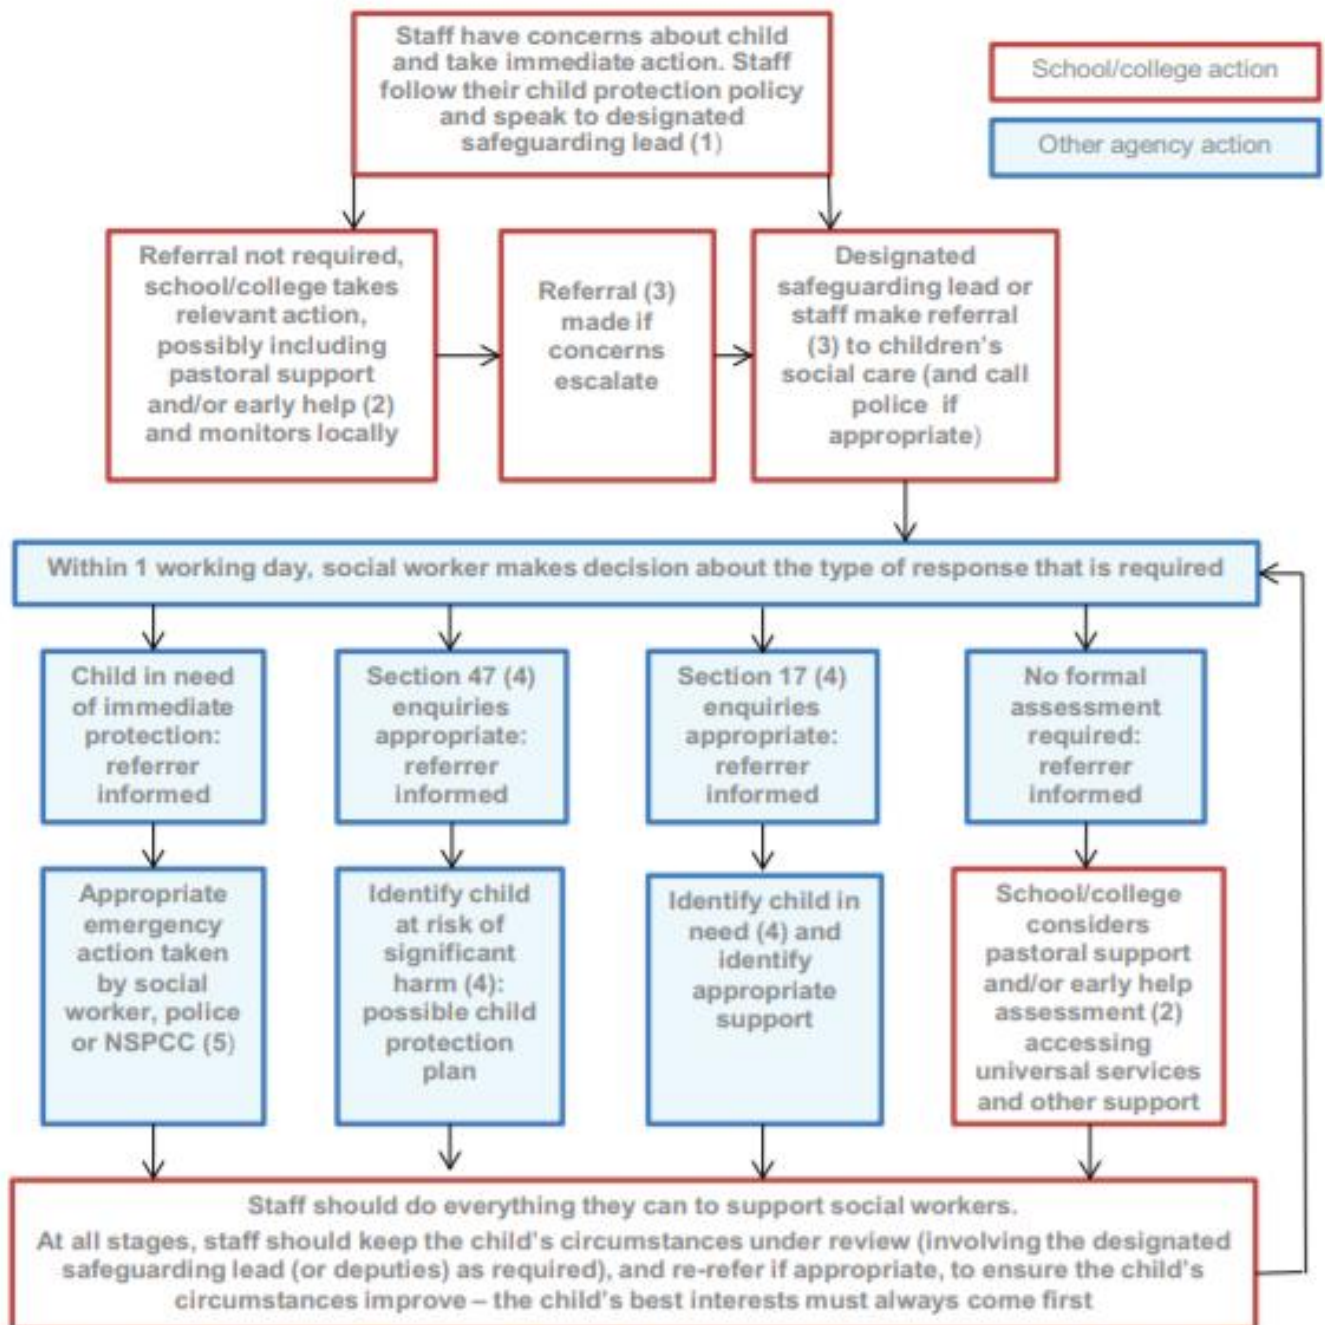 Staff have concerns about child
and take immediate action. Staff
follow their child protection policy
and speak to designated
safeguarding lead (1)
School/college action
Other agency action
Referral not required,
school/college takes
relevant action,
possibly including
pastoral support
and/or early help (2)
and monitors locally
Referral (3)
made if
concerns
escalate
Designated
safeguarding lead or
staff make referral
(3) to children's
social care (and call
police if
appropriate)
Within 1 working day, social worker makes decision about the type of response that is required
Child in need
of immediate
protection:
referrer
informed
Section 47 (4)
enquiries
appropriate:
referrer
informed
Section 17 (4)
enquiries
appropriate:
referrer
informed
No formal
assessment
required:
referrer
informed
Appropriate
emergency
action taken
by social
worker, police
or NSPCC (5)
Identify child
at risk of
significant
harm (4):
possible child
protection
plan
Identify child in
need (4) and
identify
appropriate
support
School/college
considers
pastoral support
and/or early help
assessment (2)
accessing
universal services
and other support
Staff should do everything they can to support social workers.
At all stages, staff should keep the child's circumstances under review (involving the designated
safeguarding lead (or deputies) as required), and re-refer if appropriate, to ensure the child's
circumstances improve – the child's best interests must always come first